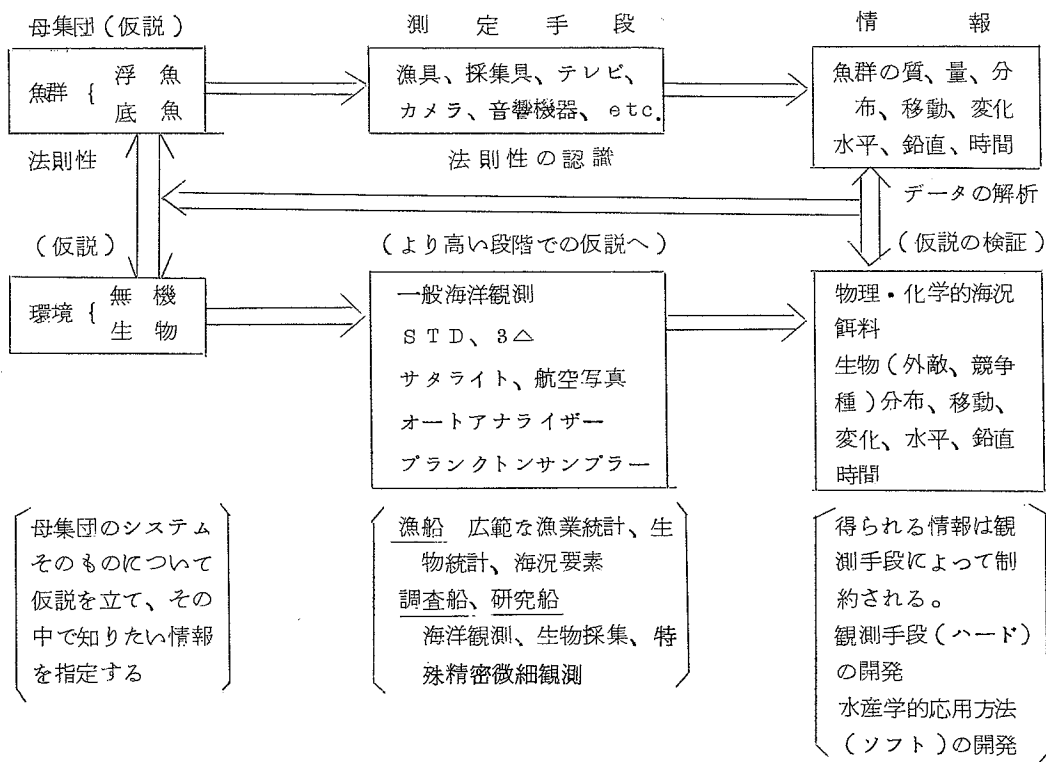 母集団(仮説)
測定手段
情報
魚群 { 浮魚
底魚
漁具、採集具、テレビ、
カメラ、音響機器、etc.
魚群の質、量、分
布、移動、変化
水平、鉛直、時間
法則性
法則性の認識
データの解析
(仮説)
(より高い段階での仮説へ)
(仮説の検証)
環境 { 無機
生物
一般海洋観測
STD、3△
サタライト、航空写真
オートアナライザー
プランクトンサンプラー
物理・化学的海況
餌料
生物(外敵、競争
種)分布、移動、
変化、水平、鉛直
時間
母集団のシステム
そのものについて
仮説を立て、その
中で知りたい情報
を指定する
漁船 広範な漁業統計、生
物統計、海況要素
調査船、研究船
海洋観測、生物採集、特
殊精密微細観測
得られる情報は観
測手段によって制
約される。
観測手段(ハード)
の開発
水産学的応用方法
(ソフト)の開発